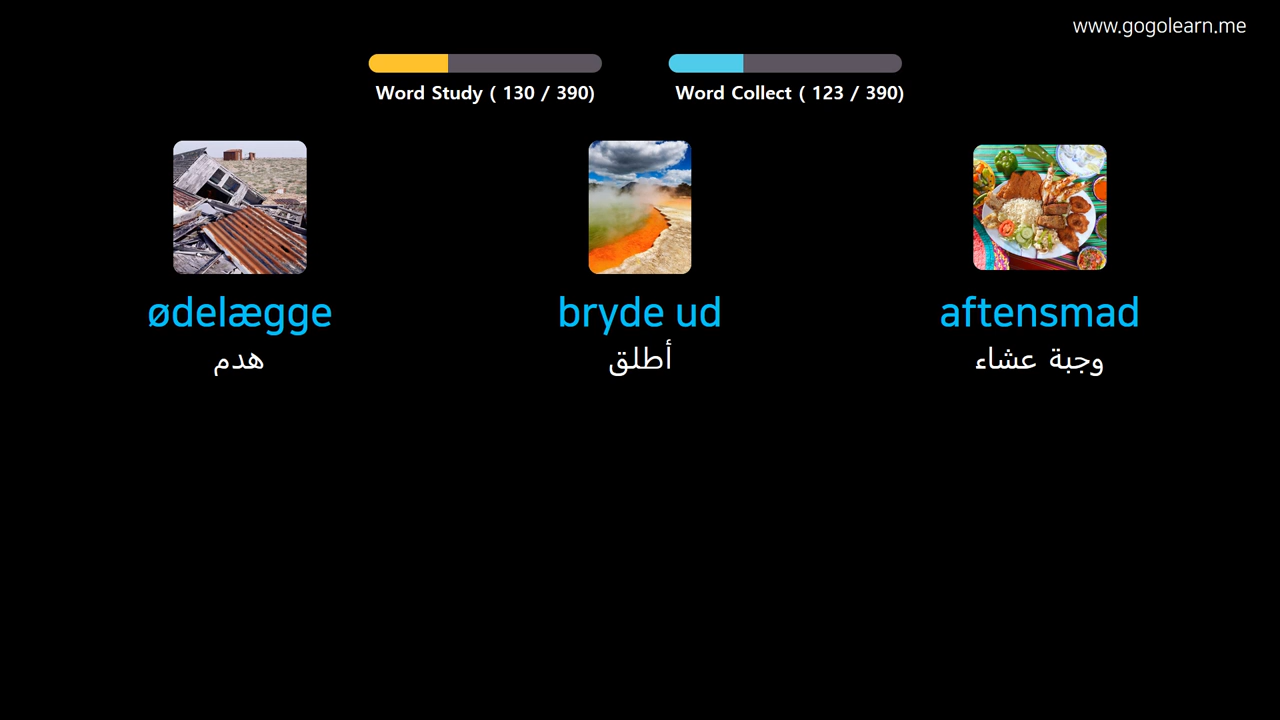 www.gogolearn.me
Word Study ( 130 / 390)
Word Collect ( 123 / 390)
ødelægge
هدم
bryde ud
أطلق
aftensmad
وجبة عشاء